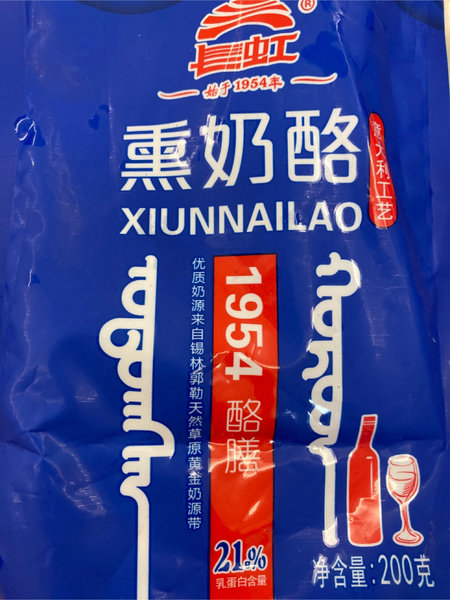 ®
长虹
始于1954年
熏奶酪
意大利工艺
XIUNNAILAO
优质奶源来自锡林郭勒天然草原黄金奶源带
1954 酪膳
21%
乳蛋白含量
净含量:200克